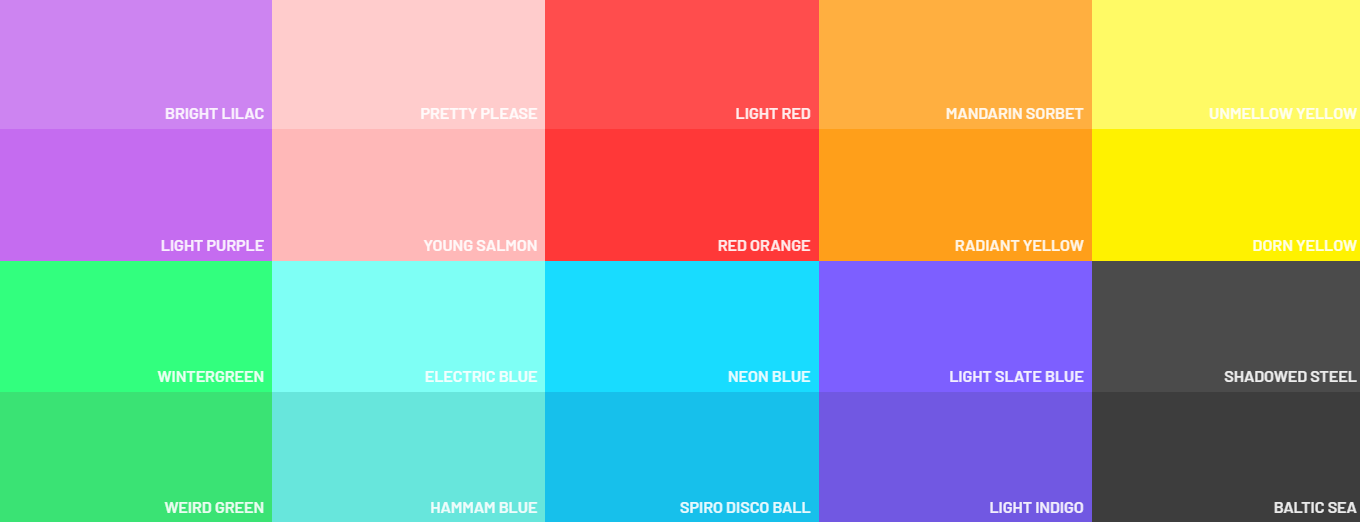 BRIGHT LILAC
PRETTY PLEASE
LIGHT RED
MANDARIN SORBET
UNMELLOW YELLOW
LIGHT PURPLE
YOUNG SALMON
RED ORANGE
RADIANT YELLOW
DORN YELLOW
WINTERGREEN
ELECTRIC BLUE
NEON BLUE
LIGHT SLATE BLUE
SHADOWED STEEL
WEIRD GREEN
HAMMAM BLUE
SPIRO DISCO BALL
LIGHT INDIGO
BALTIC SEA